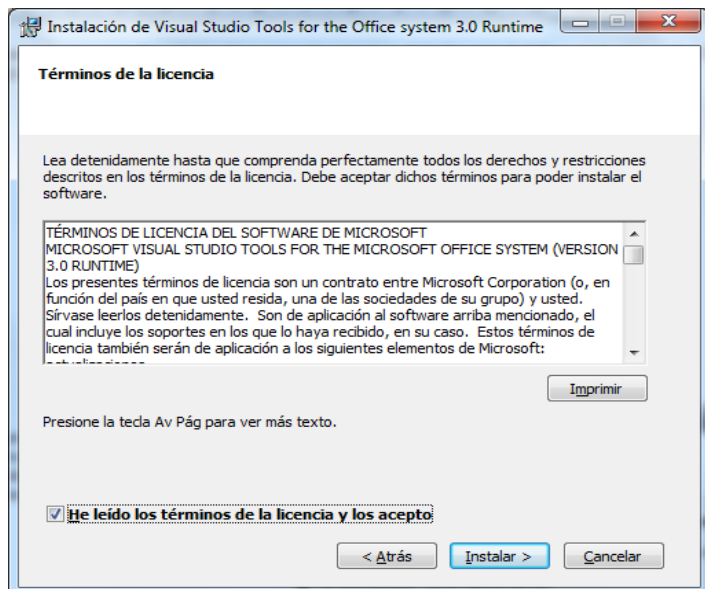 Instalación de Visual Studio Tools for the Office system 3.0 Runtime
Términos de la licencia
Lea detenidamente hasta que comprenda perfectamente todos los derechos y restricciones
descritos en los términos de la licencia. Debe aceptar dichos términos para poder instalar el
software.
TÉRMINOS DE LICENCIA DEL SOFTWARE DE MICROSOFT
MICROSOFT VISUAL STUDIO TOOLS FOR THE MICROSOFT OFFICE SYSTEM (VERSION
3.0 RUNTIME)
Los presentes términos de licencia son un contrato entre Microsoft Corporation (o, en
función del país en que usted resida, una de las sociedades de su grupo) y usted.
Sírvase leerlos detenidamente.  Son de aplicación al software arriba mencionado, el
cual incluye los soportes en los que lo haya recibido, en su caso.  Estos términos de
licencia también serán de aplicación a los siguientes elementos de Microsoft:
Imprimir
Presione la tecla Av Pág para ver más texto.
He leído los términos de la licencia y los acepto
< Atrás
Instalar >
Cancelar